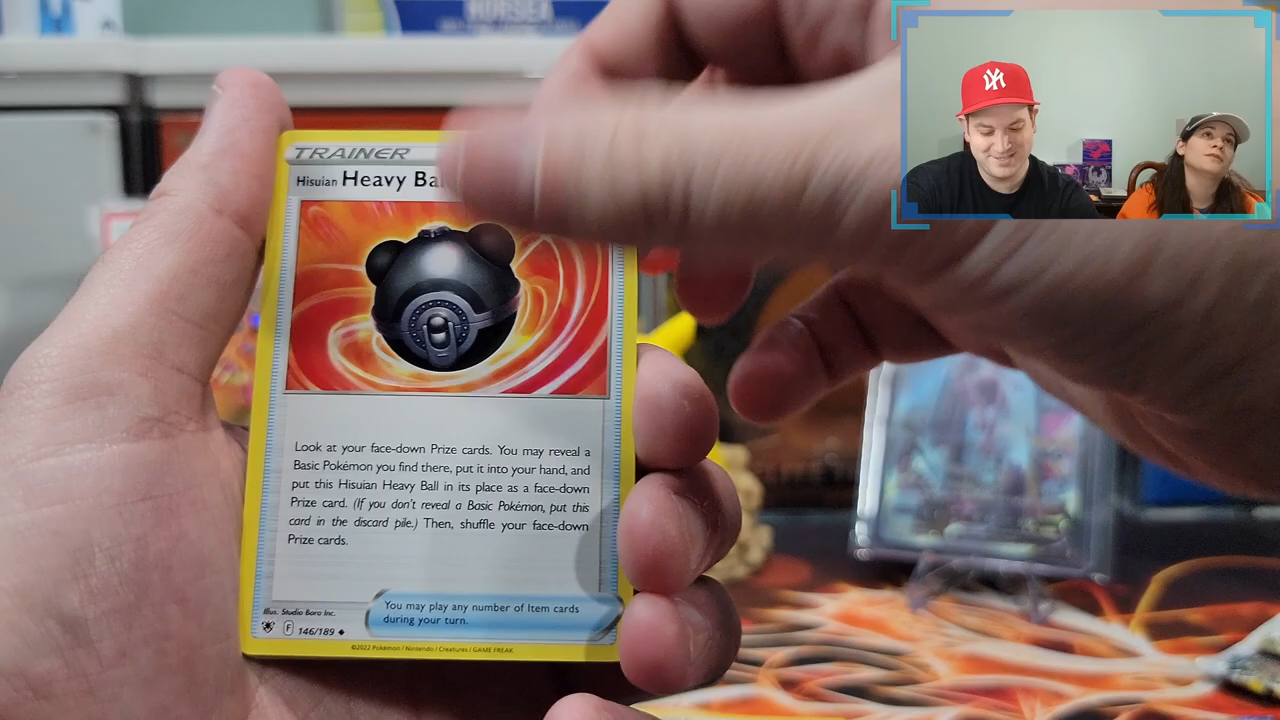 HORSEA
TRAINER
Hisuian Heavy Ba
NY
Look at your face-down Prize cards. You may reveal a
Basic Pokémon you find there, put it into your hand, and
put this Hisuian Heavy Ball in its place as a face-down
Prize card. (If you don't reveal a Basic Pokémon, put this
card in the discard pile.) Then, shuffle your face-down
Prize cards.
You may play any number of Item cards
during your turn.
Illus. Studio Bora Inc.
F 146/189
©2022 Pokémon / Nintendo / Creatures / GAME FREAK